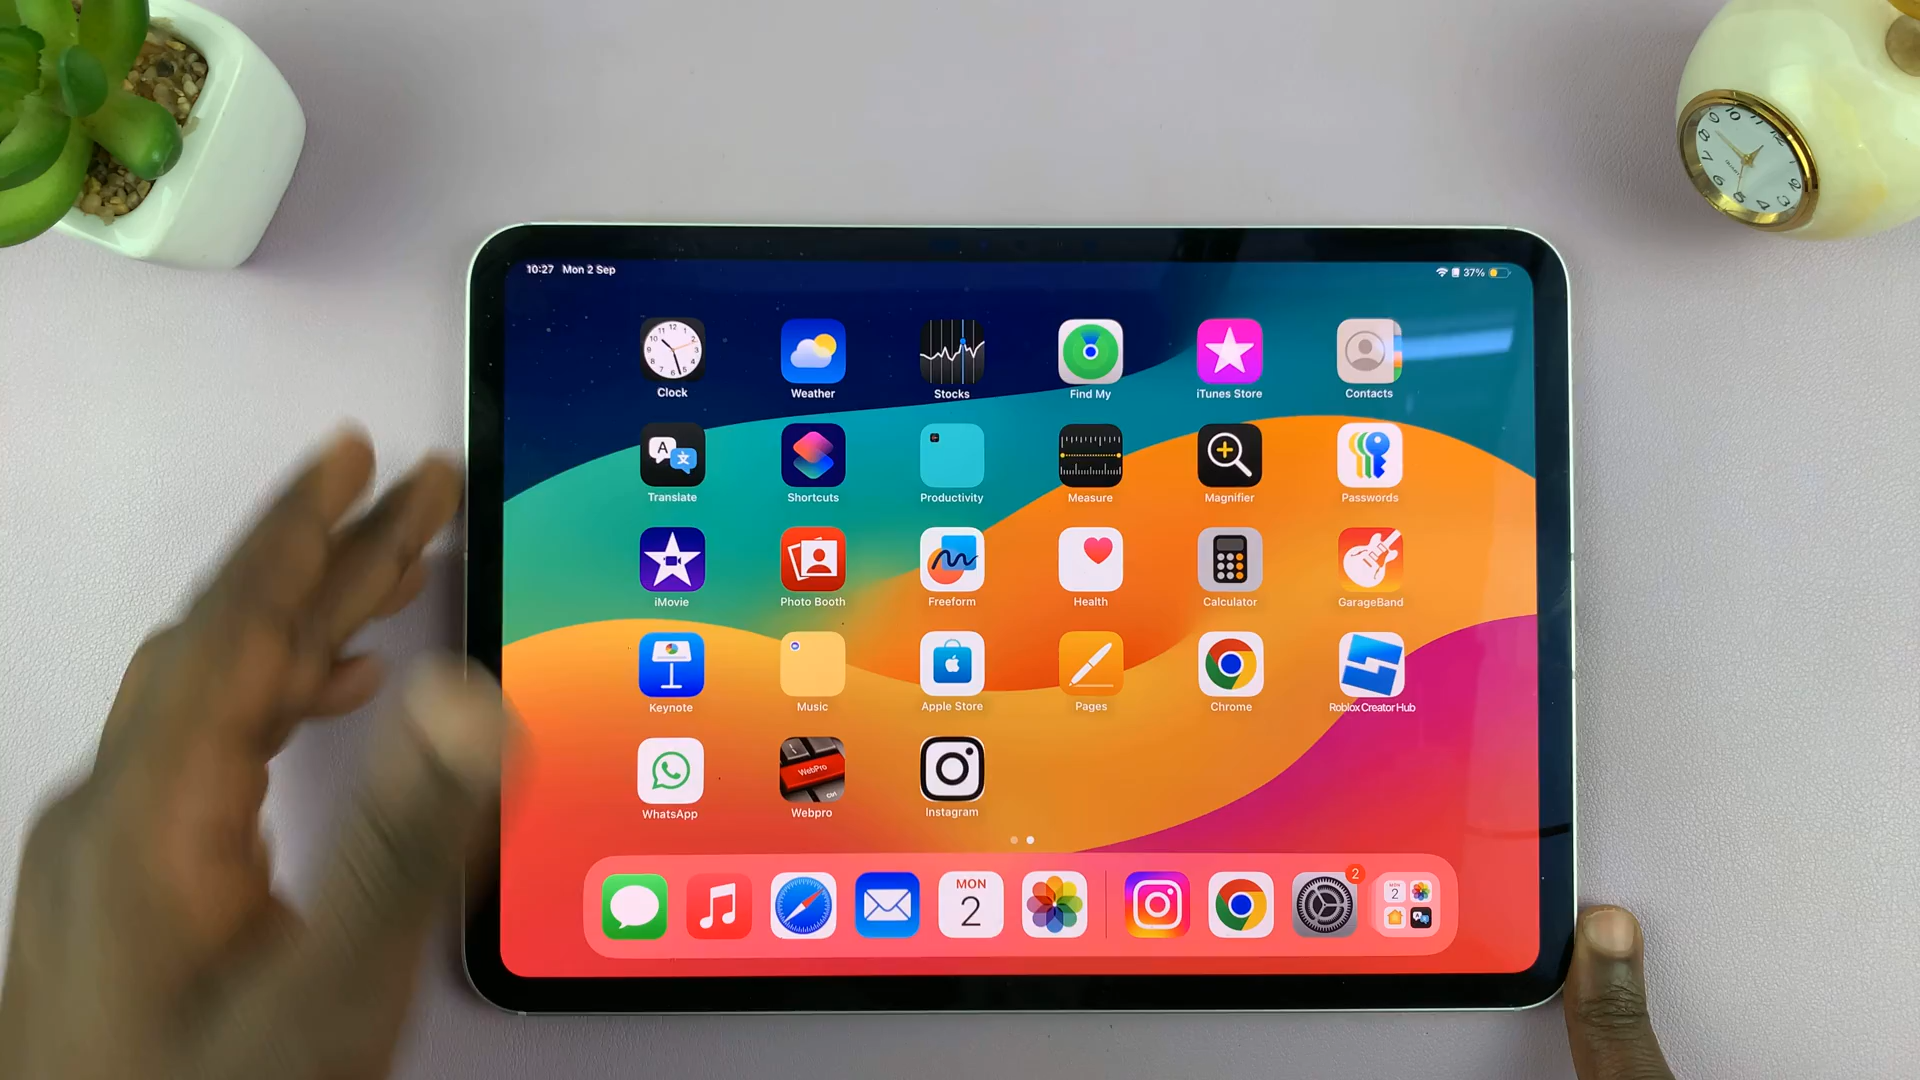 10:27 Mon 2 Sep
37%
Clock Weather Stocks Find My iTunes Store Contacts
Translate Shortcuts Productivity Measure Magnifier Passwords
iMovie Photo Booth Freeform Health Calculator GarageBand
Keynote Music Apple Store Pages Chrome Roblox Creator Hub
WebPro
Ctrl
WhatsApp Webpro Instagram
MON
2
2